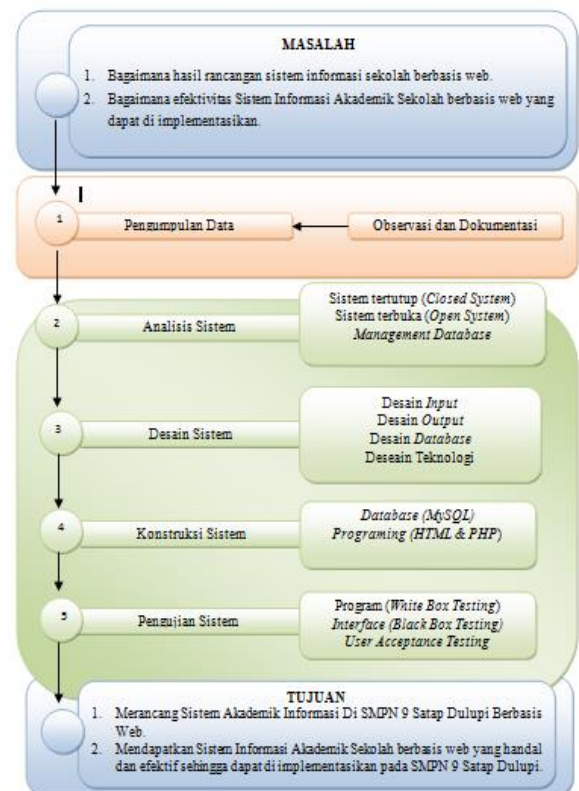 MASALAH
1. Bagaimana hasil rancangan sistem informasi sekolah berbasis web.
2. Bagaimana efektivitas Sistem Informasi Akademik Sekolah berbasis web yang
dapat di implementasikan.
1
Pengumpulan Data
Observasi dan Dokumentasi
2
Analisis Sistem
Sistem tertutup (Closed System)
Sistem terbuka (Open System)
Management Database
3
Desain Sistem
Desain Input
Desain Output
Desain Database
Deseain Teknologi
4
Konstruksi Sistem
Database (MySQL)
Programing (HTML & PHP)
5
Pengujian Sistem
Program (White Box Testing)
Interface (Black Box Testing)
User Acceptance Testing
TUJUAN
1. Merancang Sistem Akademik Informasi Di SMPN 9 Satap Dulupi Berbasis
Web.
2. Mendapatkan Sistem Informasi Akademik Sekolah berbasis web yang handal
dan efektif sehingga dapat di implementasikan pada SMPN 9 Satap Dulupi.